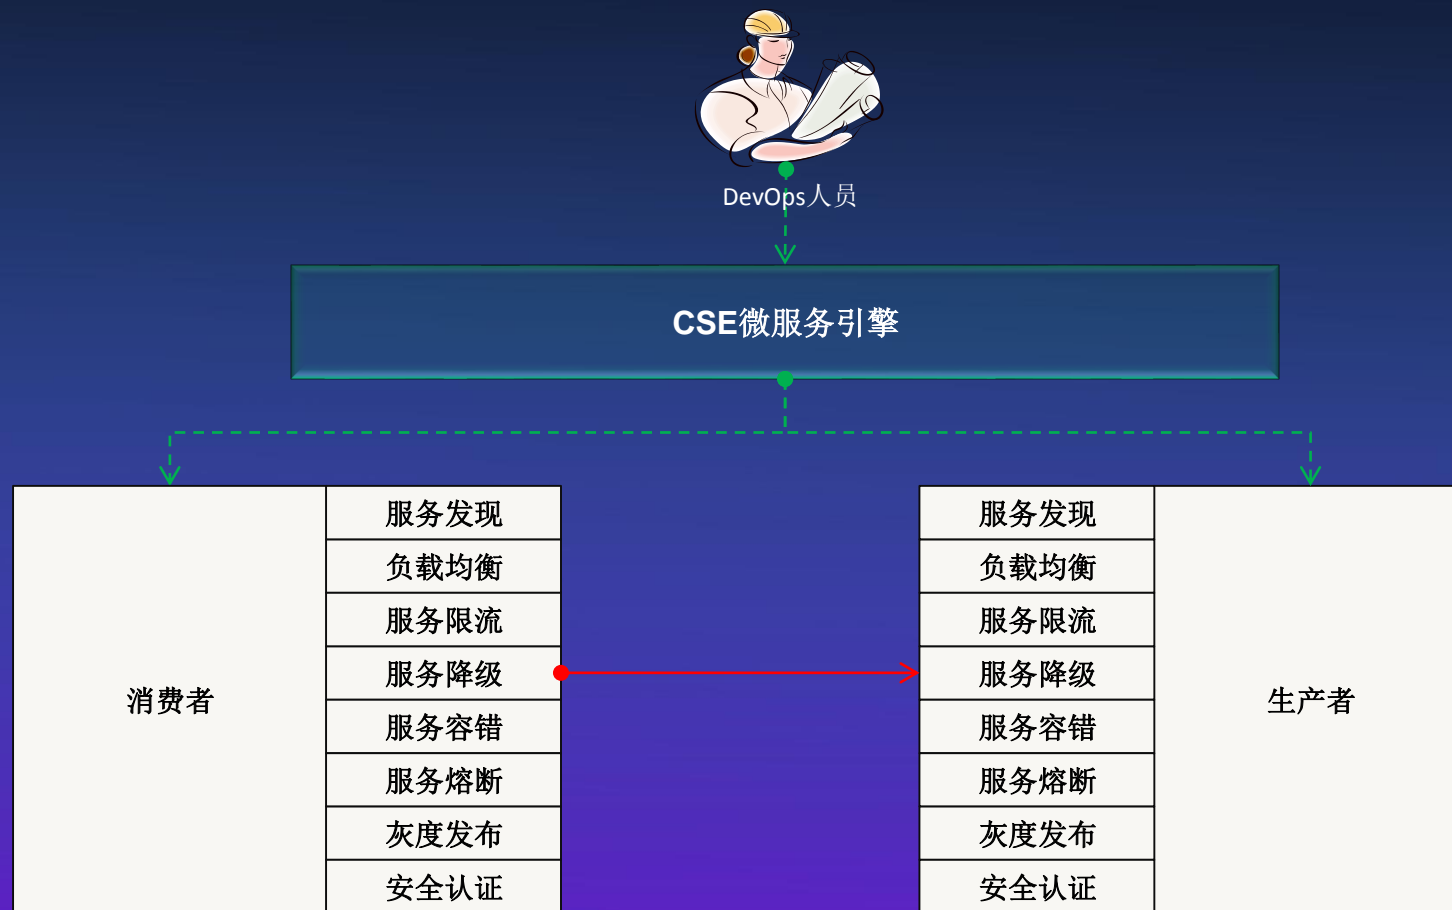 DevOps人员
CSE微服务引擎
消费者
服务发现
负载均衡
服务限流
服务降级
服务容错
服务熔断
灰度发布
安全认证
服务发现
负载均衡
服务限流
服务降级
服务容错
服务熔断
灰度发布
安全认证
生产者